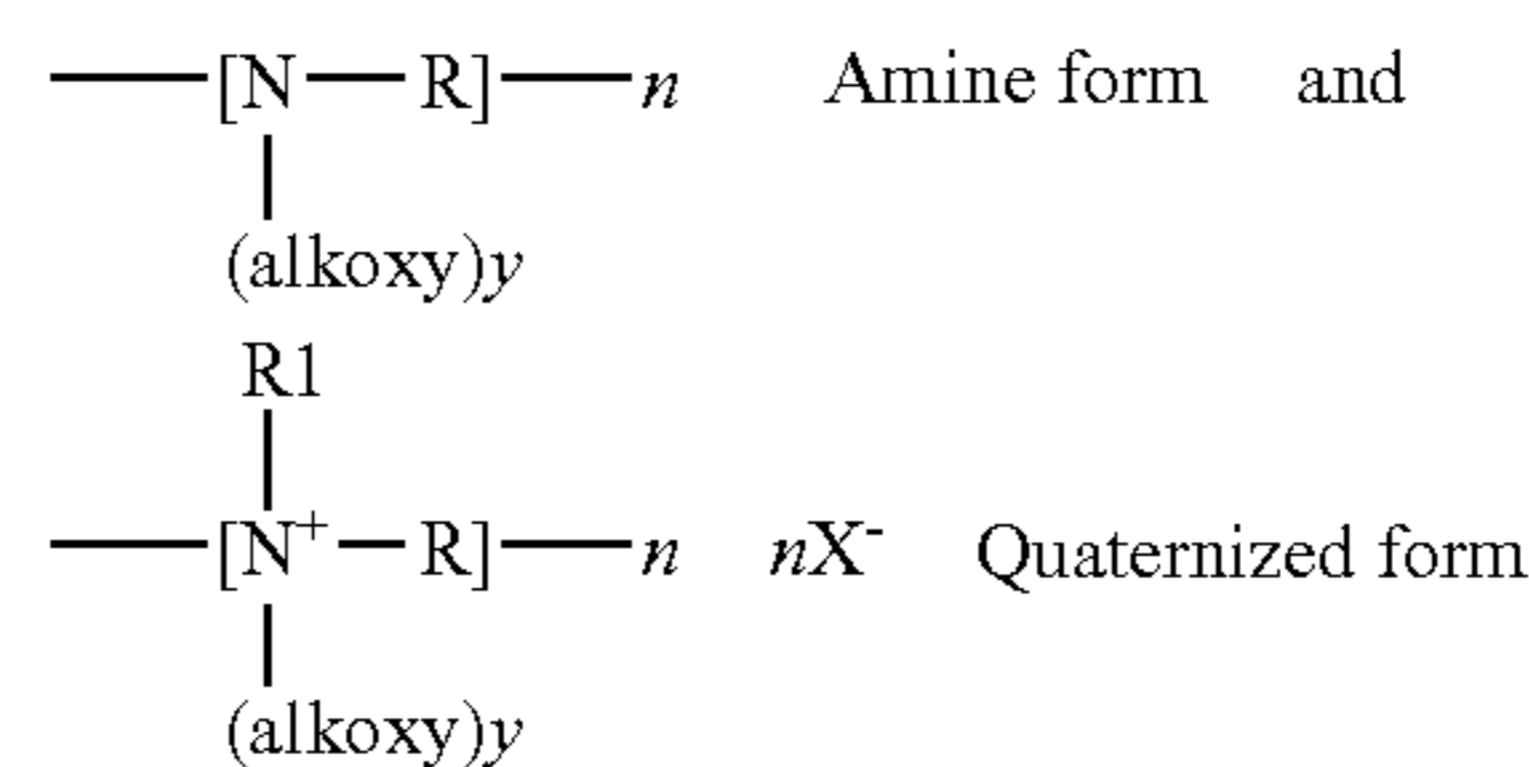 [N — R] — n Amine form and
(alkoxy)y
R1
[N+ — R] — n nX- Quaternized form
(alkoxy)y